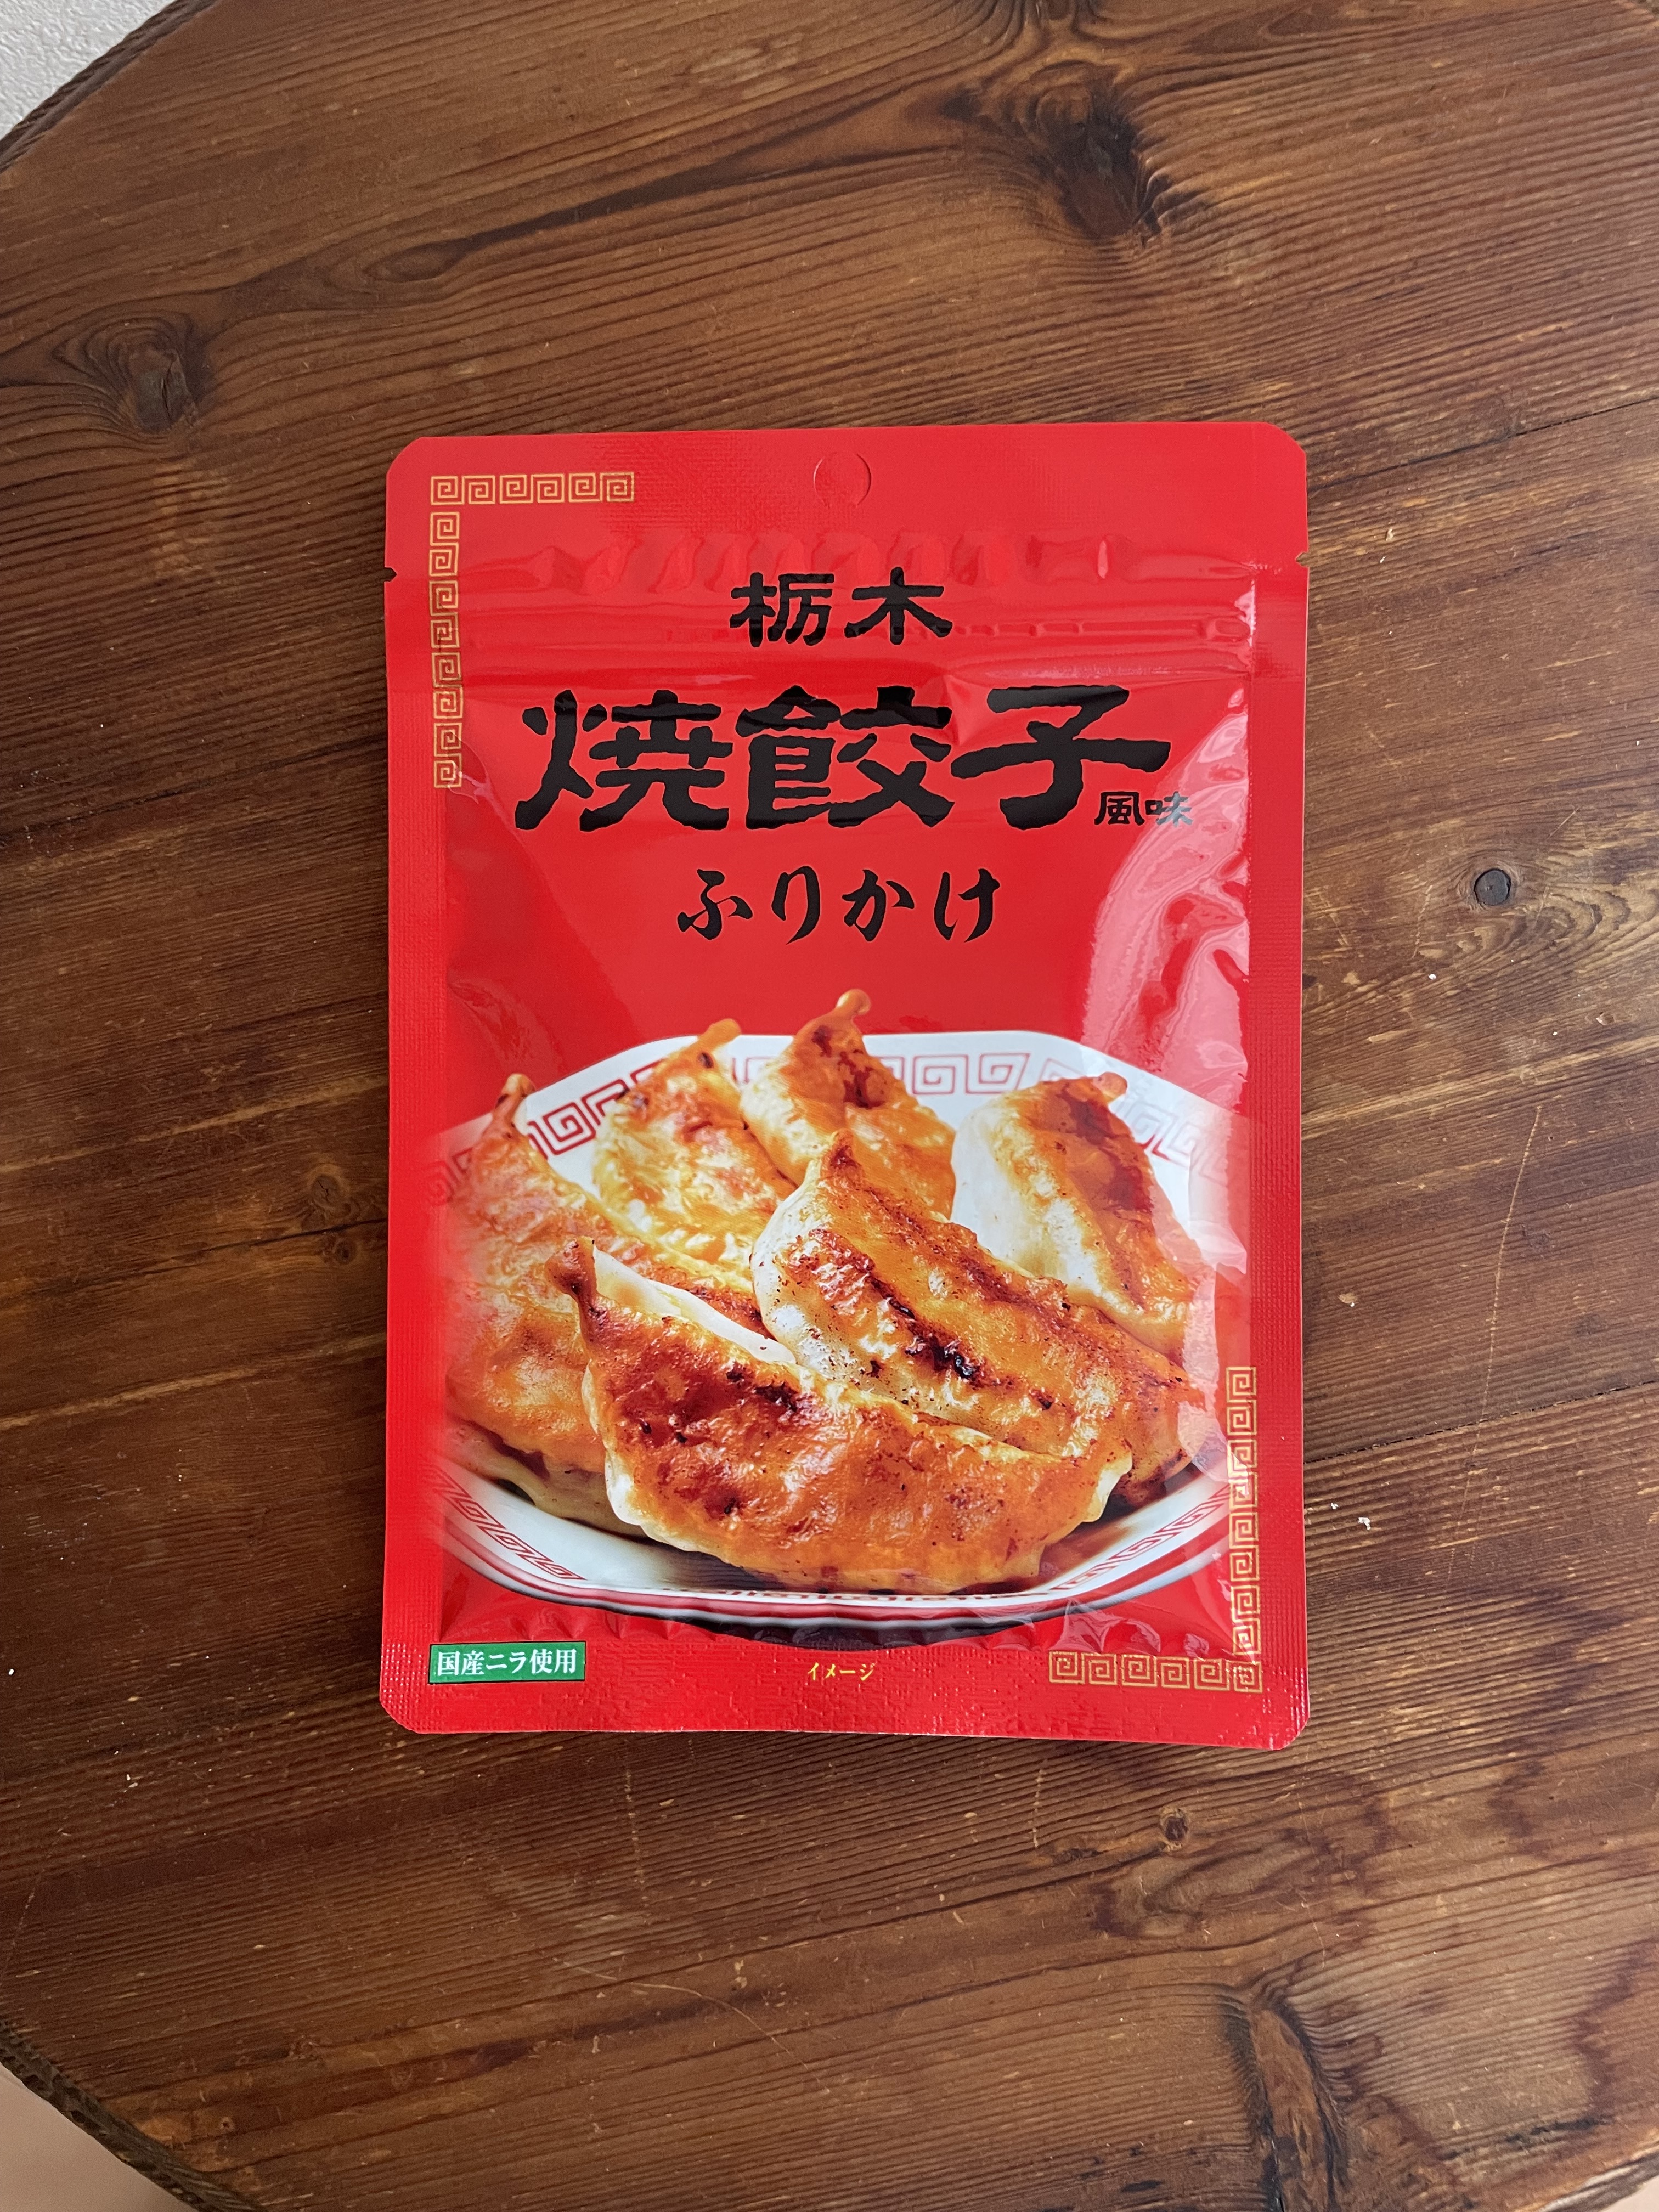 栃木
焼餃子風味
ふりかけ
国産ニラ使用
イメージ